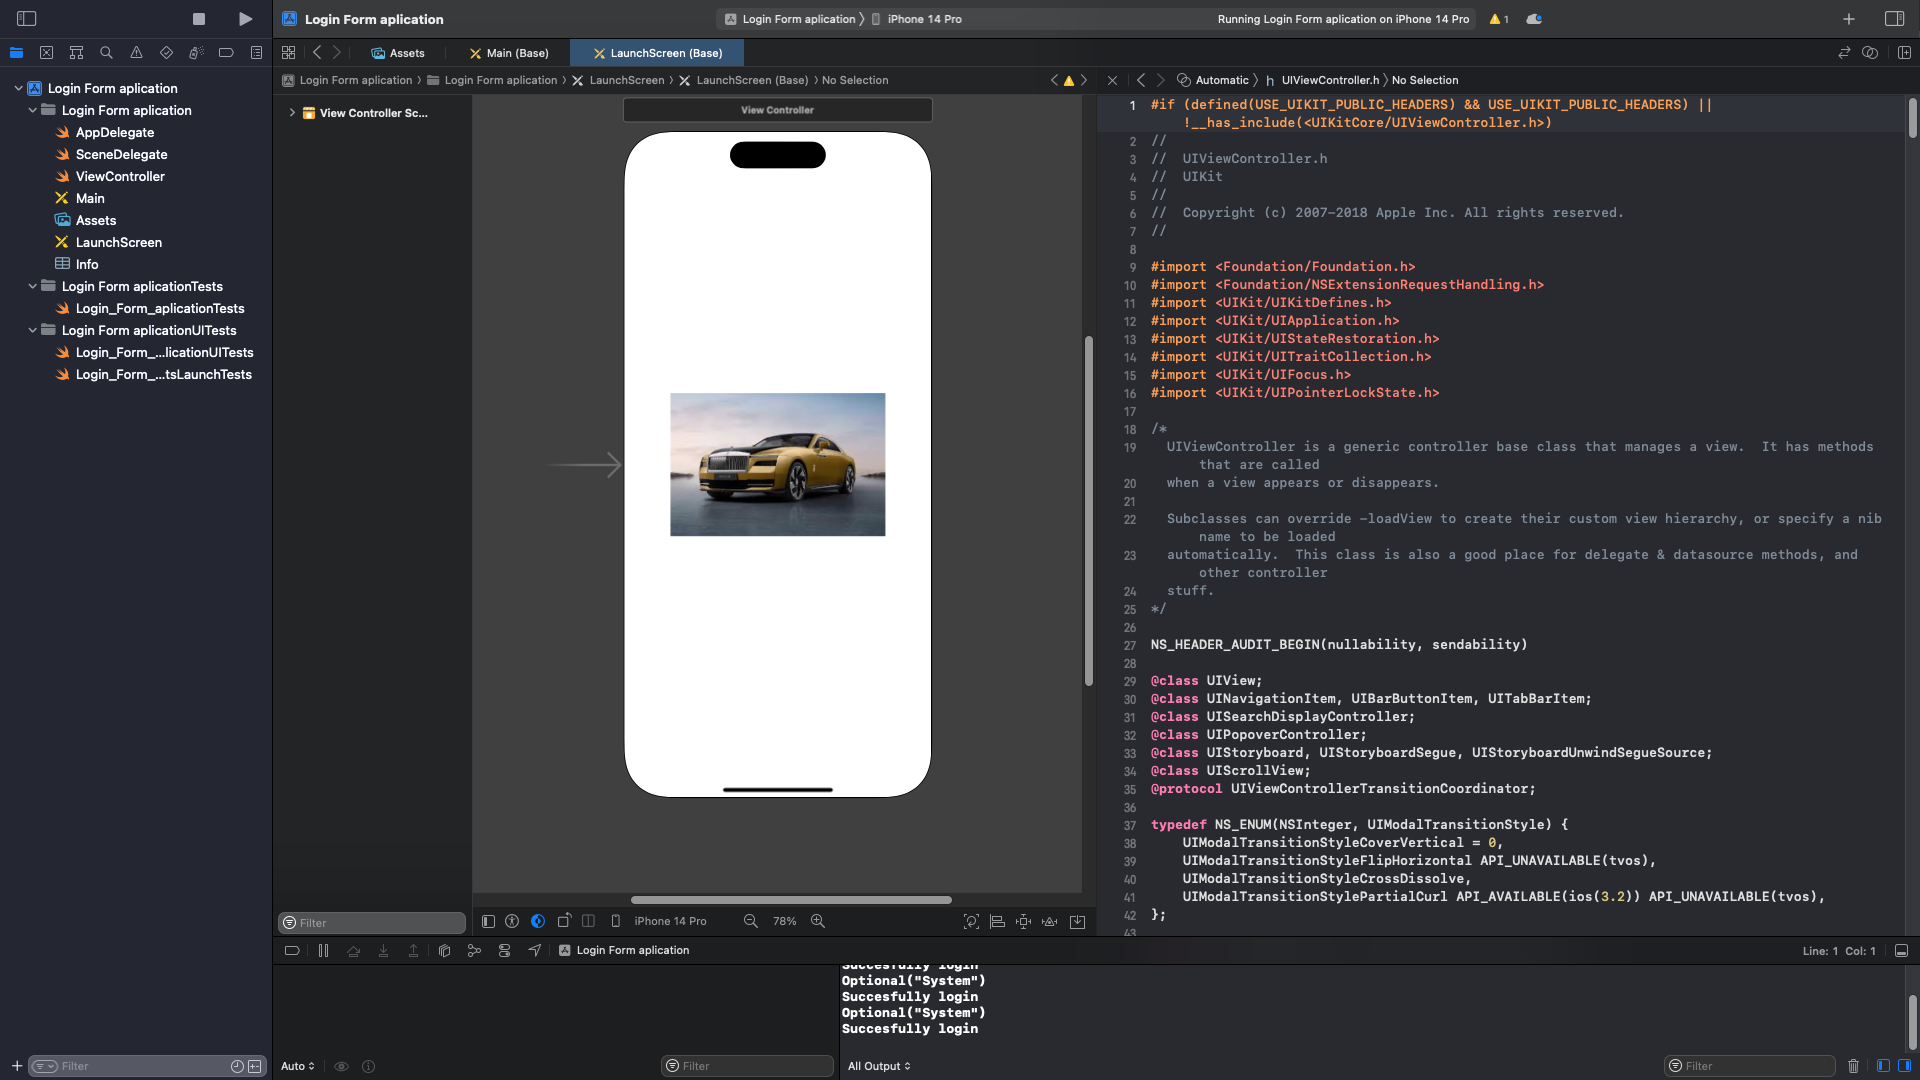 Login Form aplication
Login Form aplication
iPhone 14 Pro
Running Login Form aplication on iPhone 14 Pro
1
Assets
Main (Base)
LaunchScreen (Base)
Login Form aplication
Login Form aplication
LaunchScreen
LaunchScreen (Base)
No Selection
Automatic
UIViewController.h
No Selection
Login Form aplication
Login Form aplication
AppDelegate
SceneDelegate
ViewController
Main
Assets
LaunchScreen
Info
Login Form aplicationTests
Login_Form_aplicationTests
Login Form aplicationUITests
Login_Form_...licationUITests
Login_Form_...tsLaunchTests
Filter
View Controller Sc...
Filter
View Controller
iPhone 14 Pro
78%
1 #if (defined(USE_UIKIT_PUBLIC_HEADERS) && USE_UIKIT_PUBLIC_HEADERS) ||
!__has_include(<UIKitCore/UIViewController.h>)
2 //
3 //  UIViewController.h
4 //  UIKit
5 //
6 //  Copyright (c) 2007-2018 Apple Inc. All rights reserved.
7 //
8
9 #import <Foundation/Foundation.h>
10 #import <Foundation/NSExtensionRequestHandling.h>
11 #import <UIKit/UIKitDefines.h>
12 #import <UIKit/UIApplication.h>
13 #import <UIKit/UIStateRestoration.h>
14 #import <UIKit/UITraitCollection.h>
15 #import <UIKit/UIFocus.h>
16 #import <UIKit/UIPointerLockState.h>
17
18 /*
19 UIViewController is a generic controller base class that manages a view.  It has methods
that are called
20 when a view appears or disappears.
21
22 Subclasses can override -loadView to create their custom view hierarchy, or specify a nib
name to be loaded
23 automatically.  This class is also a good place for delegate & datasource methods, and
other controller
24 stuff.
25 */
26
27 NS_HEADER_AUDIT_BEGIN(nullability, sendability)
28
29 @class UIView;
30 @class UINavigationItem, UIBarButtonItem, UITabBarItem;
31 @class UISearchDisplayController;
32 @class UIPopoverController;
33 @class UIStoryboard, UIStoryboardSegue, UIStoryboardUnwindSegueSource;
34 @class UIScrollView;
35 @protocol UIViewControllerTransitionCoordinator;
36
37 typedef NS_ENUM(NSInteger, UIModalTransitionStyle) {
38 UIModalTransitionStyleCoverVertical = 0,
39 UIModalTransitionStyleFlipHorizontal API_UNAVAILABLE(tvos),
40 UIModalTransitionStyleCrossDissolve,
41 UIModalTransitionStylePartialCurl API_AVAILABLE(ios(3.2)) API_UNAVAILABLE(tvos),
42 };
43
Login Form aplication
Line: 1  Col: 1
Succesfully login
Optional("System")
Succesfully login
Optional("System")
Succesfully login
Auto
Filter
All Output
Filter